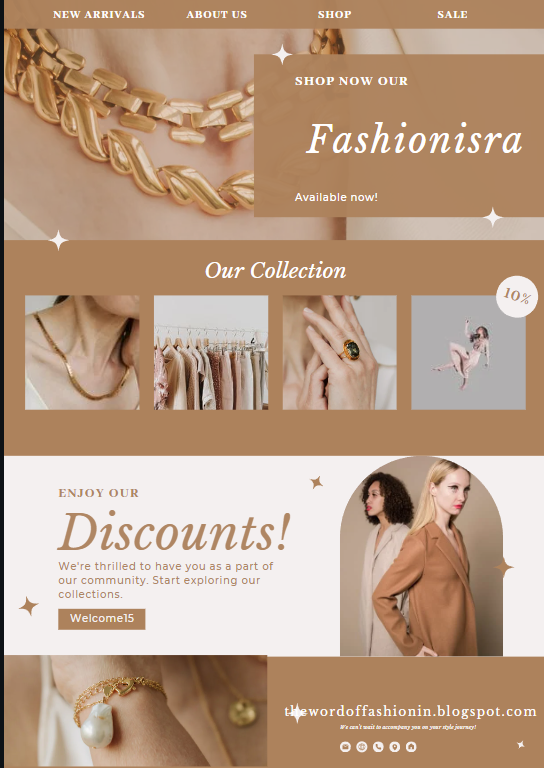 NEW ARRIVALS ABOUT US SHOP SALE
SHOP NOW OUR
Fashionisra
Available now!
Our Collection
10%
ENJOY OUR
Discounts!
We're thrilled to have you as a part of
our community. Start exploring our
collections.
Welcome15
thewordoffashionin.blogspot.com
We can't wait to accompany you on your style journey!